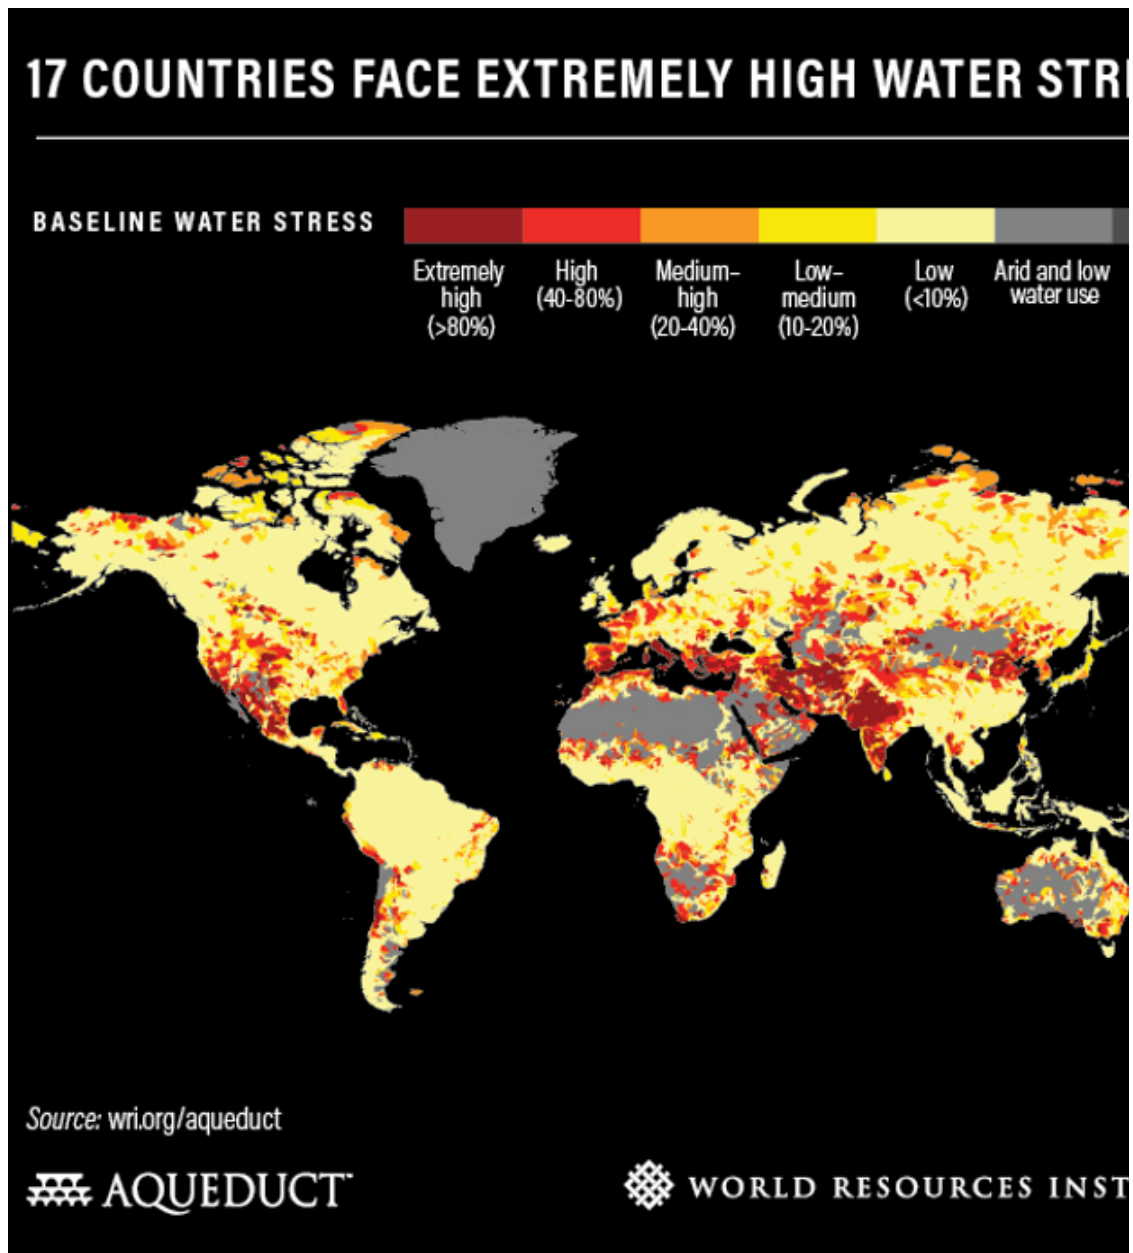 17 COUNTRIES FACE EXTREMELY HIGH WATER STR
BASELINE WATER STRESS
Extremely
high
(>80%)
High
(40-80%)
Medium–
high
(20-40%)
Low–
medium
(10-20%)
Low
(<10%)
Arid and low
water use
Source: wri.org/aqueduct
AQUEDUCT™
WORLD RESOURCES INST